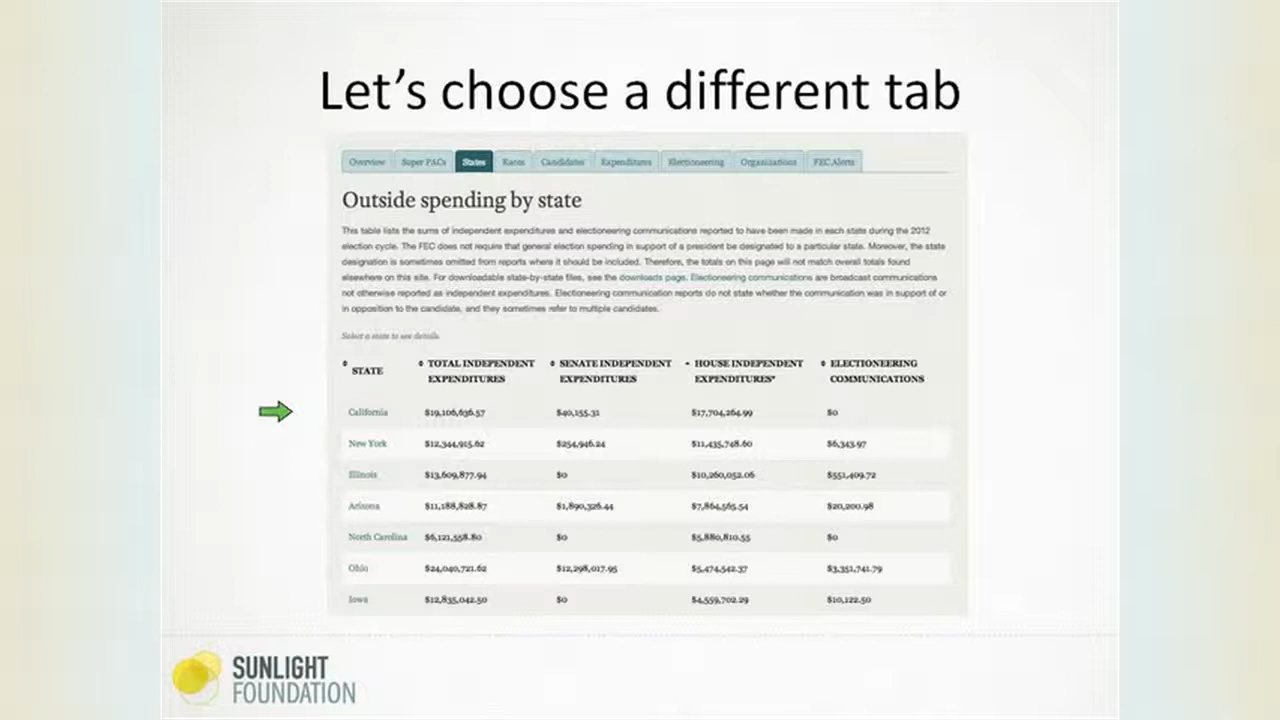 Let's choose a different tab
Overview Super PACs States Races Candidates Expenditures Electioneering Organizations FEC Alerts
Outside spending by state
This table lists the sums of independent expenditures and electioneering communications reported to have been made in each state during the 2012
election cycle. The FEC does not require that general election spending in support of a president be designated to a particular state. Moreover, the state
designation is sometimes omitted from reports where it should be included. Therefore, the totals on this page will not match overall totals found
elsewhere on this site. For downloadable state-by-state files, see the downloads page. Electioneering communications are broadcast communications
not otherwise reported as independent expenditures. Electioneering communication reports do not state whether the communication was in support of or
in opposition to the candidate, and they sometimes refer to multiple candidates.
Select a state to see details.
STATE TOTAL INDEPENDENT EXPENDITURES SENATE INDEPENDENT EXPENDITURES HOUSE INDEPENDENT EXPENDITURES* ELECTIONEERING COMMUNICATIONS
California $19,106,636.57 $40,155.31 $17,704,264.99 $0
New York $12,344,915.62 $254,946.24 $11,435,748.60 $6,343.97
Illinois $13,609,877.94 $0 $10,260,052.06 $551,409.72
Arizona $11,188,828.87 $1,890,326.44 $7,864,565.54 $20,200.98
North Carolina $6,121,558.80 $0 $5,880,810.55 $0
Ohio $24,040,721.62 $12,298,017.95 $5,474,542.37 $3,351,741.79
Iowa $12,835,042.50 $0 $4,559,702.29 $10,122.50
SUNLIGHT
FOUNDATION